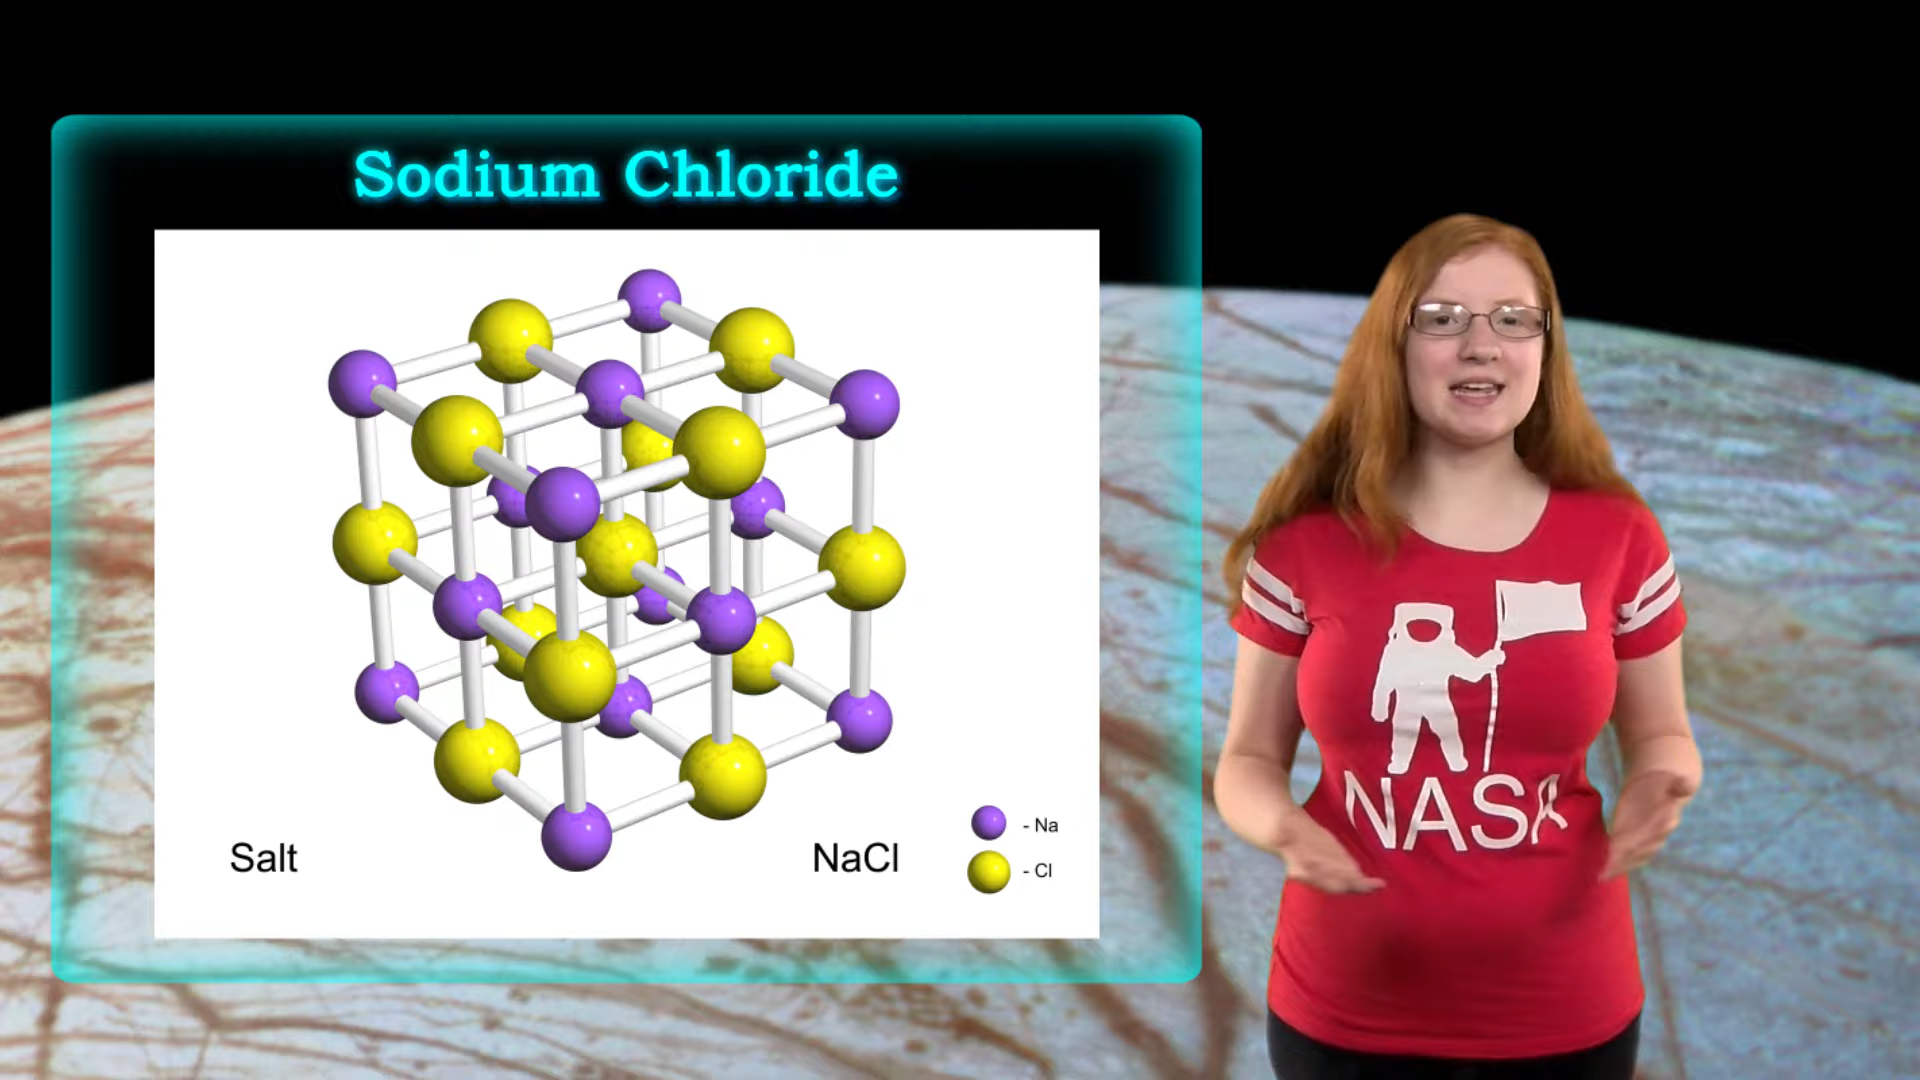 Sodium Chloride
Salt
NaCl
- Na
- Cl
NASA